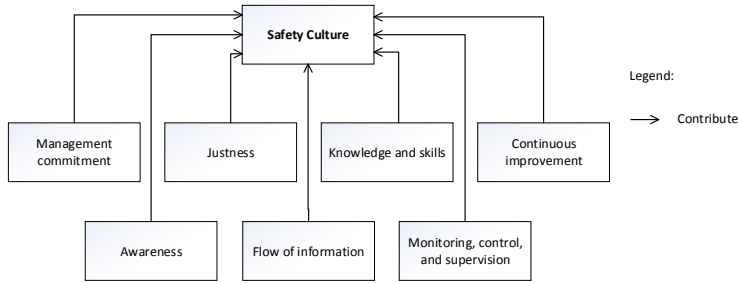 Safety Culture
Legend:
Contribute
Management
commitment
Justness
Knowledge and skills
Continuous
improvement
Awareness
Flow of information
Monitoring, control,
and supervision